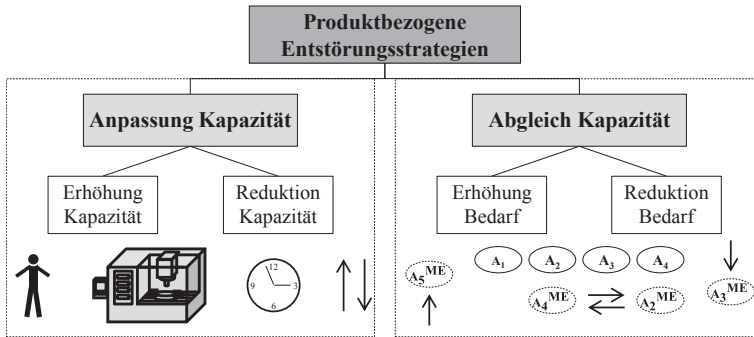 Produktbezogene
Entstörungsstrategien
Anpassung Kapazität
Abgleich Kapazität
Erhöhung
Kapazität
Reduktion
Kapazität
Erhöhung
Bedarf
Reduktion
Bedarf
12
9
3
6
A₅ᴹᴱ
A₁
A₂
A₃
A₄
A₄ᴹᴱ
A₂ᴹᴱ
A₃ᴹᴱ